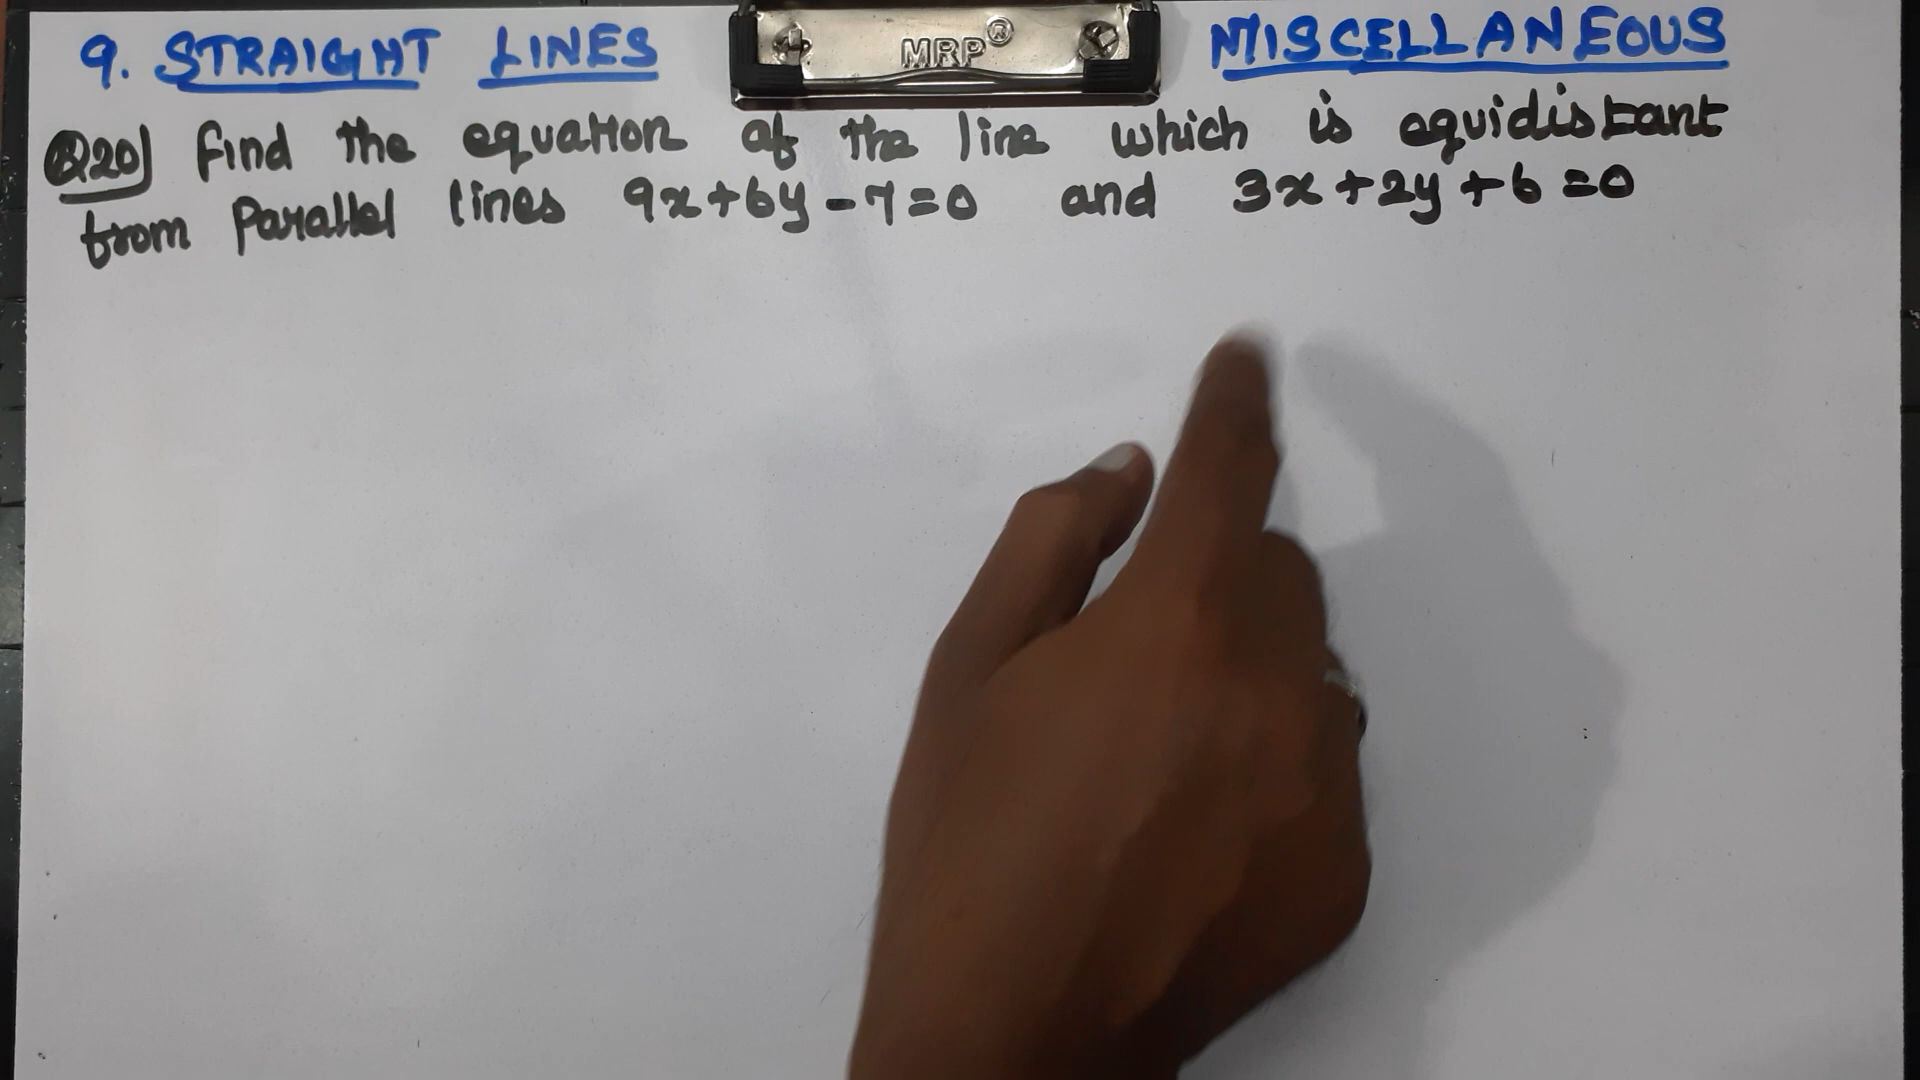 9. STRAIGHT LINES
MRP®
MISCELLANEOUS
Q20) Find the equation of the line which is equidistant
from Parallel lines 9x+6y-7=0 and 3x+2y+6=0